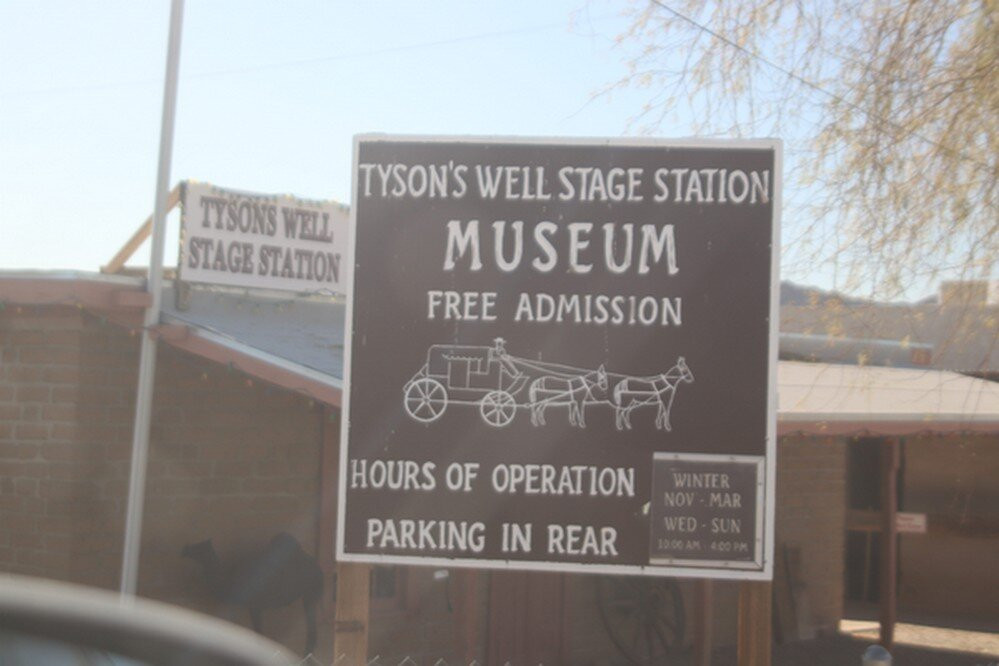 TYSON'S WELL STAGE STATION
MUSEUM
FREE ADMISSION
HOURS OF OPERATION
PARKING IN REAR
WINTER
NOV - MAR
WED - SUN
10:00 AM - 4:00 PM
TYSON'S WELL
STAGE STATION